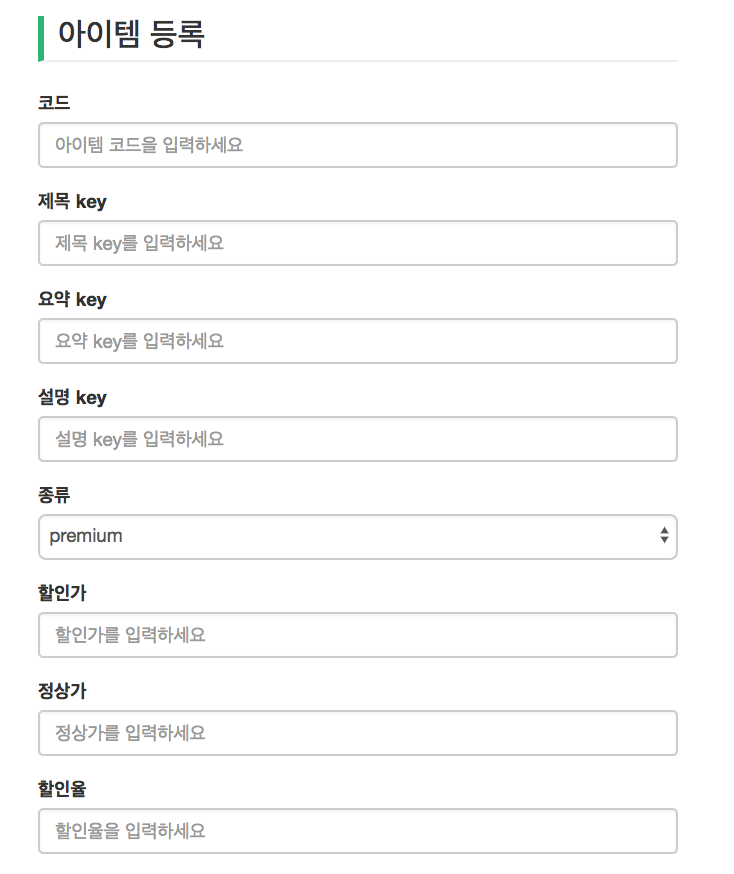 아이템 등록
코드
아이템 코드을 입력하세요
제목 key
제목 key를 입력하세요
요약 key
요약 key를 입력하세요
설명 key
설명 key를 입력하세요
종류
premium
할인가
할인가를 입력하세요
정상가
정상가를 입력하세요
할인율
할인율을 입력하세요